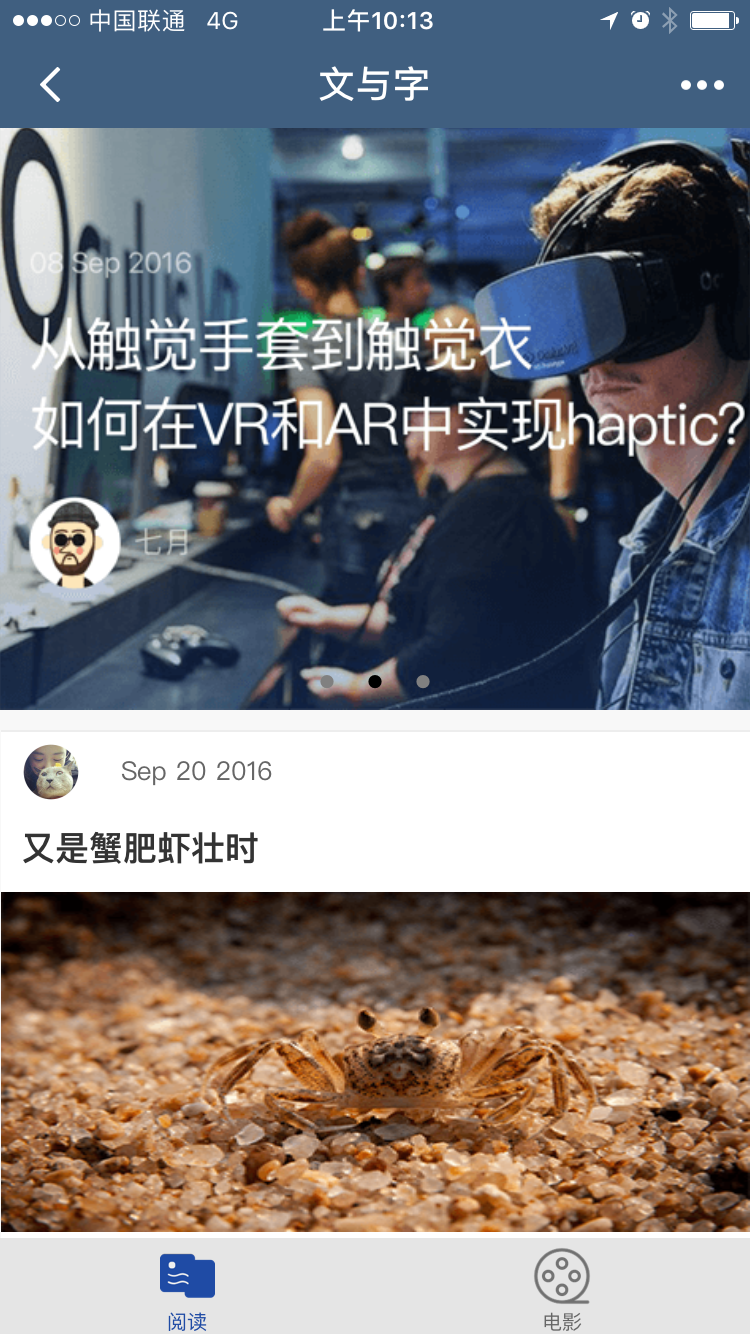 中国联通 4G 上午10:13
文与字
Oculus VR
08 Sep 2016
从触觉手套到触觉衣
如何在VR和AR中实现haptic?
七月
Sep 20 2016
又是蟹肥虾壮时
阅读 电影